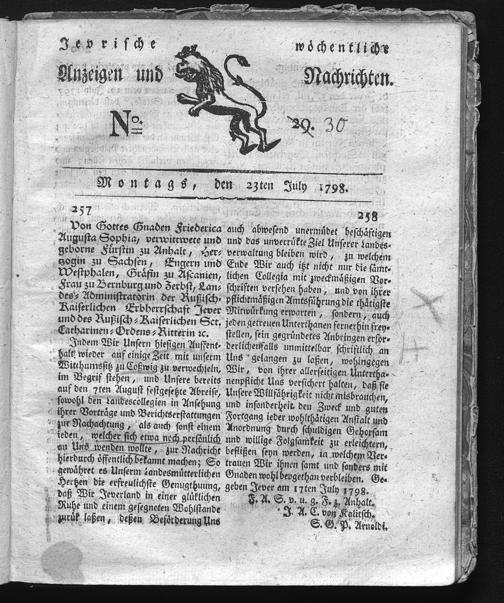 Jevrische wöchentliche
Anzeigen und Nachrichten.
No. 29. 30
Montags, den 23ten July 1798.
257
Von Gottes Gnaden Friederica
Augusta Sophia, verwittwete und
geborne Fürstin zu Anhalt, Her-
zogin zu Sachsen, Engern und
Westphalen, Gräfin zu Ascanien,
Frau zu Bernburg und Zerbst, Lan-
des-Administratorin der Rußisch-
Kaiserlichen Erbherrschaft Jever
und des Rußisch-Kaiserlichen Sct.
Catharinen-Ordens-Ritterin ꝛc.
Indem Wir Unsern hiesigen Auffent-
halt wieder auf einige Zeit mit unserm
Witthumssitz zu Coßwig zu verwechseln,
im Begrif stehen, und Unsere bereits
auf den 7ten August festgesetzte Abreise,
sowohl den Landescollegien in Ansehung
ihrer Vorträge und Berichtserstattungen
zur Nachachtung, als auch sonst einem
jeden, welcher sich etwa noch persönlich
an Uns wenden wollte, zur Nachricht
hierdurch öffentlich bekannt machen; So
gewähret es Unserm Landesmütterlichen
Hertzen die erfreulichste Genugthuung,
daß Wir Jeverland in einer glücklichen
Ruhe und einem gesegneten Wohlstande
zurük laßen, deßen Beförderung Uns
258
auch abwesend unermüdet beschäftigen
und das unverrükte Ziel Unserer Landes-
verwaltung bleiben wird, zu welchem
Ende Wir auch itzt nicht nur die sämt-
lichen Collegia mit zweckmäßigen Vor-
schriften versehen haben, und von ihrer
pflichtmäßigen Amtsführung die thätigste
Mitwürkung erwarten, sondern, auch
jeden getreuen Unterthanen fernerhin frey-
stellen, sein gegründetes Anbringen erfor-
derlichenfalls unmittelbar schriftlich an
Uns gelangen zu laßen, wohingegen
Wir, von ihrer allerseitigen Untertha-
nenpflicht Uns versichert halten, daß sie
Unsere Willfährigkeit nicht misbrauchen,
und insonderheit den Zweck und guten
Fortgang jeder wohlthätigen Anstalt und
Anordnung durch schuldigen Gehorsam
und willige Folgsamkeit zu erleichtern,
beflißen seyn werden, in welchem Ver-
trauen Wir ihnen samt und sonders mit
Gnaden wohl bergethan verbleiben. Ge-
geben Jever am 17ten July 1798.
F. A. S. v. u. g. F. z. Anhalt.
J. A. C. von Kalitsch.
S. G. P. Arnoldi.